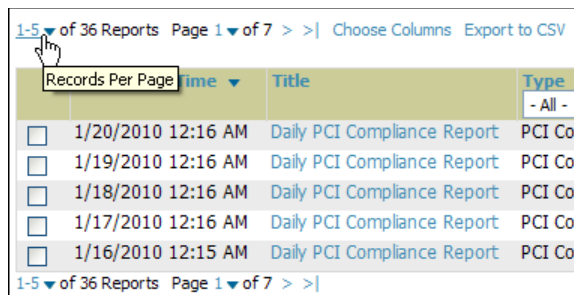 1-5 of 36 Reports Page 1 of 7 > >| Choose Columns Export to CSV
Records Per Page Time Title Type
- All -
1/20/2010 12:16 AM Daily PCI Compliance Report PCI Co
1/19/2010 12:16 AM Daily PCI Compliance Report PCI Co
1/18/2010 12:16 AM Daily PCI Compliance Report PCI Co
1/17/2010 12:16 AM Daily PCI Compliance Report PCI Co
1/16/2010 12:15 AM Daily PCI Compliance Report PCI Co
1-5 of 36 Reports Page 1 of 7 > >|